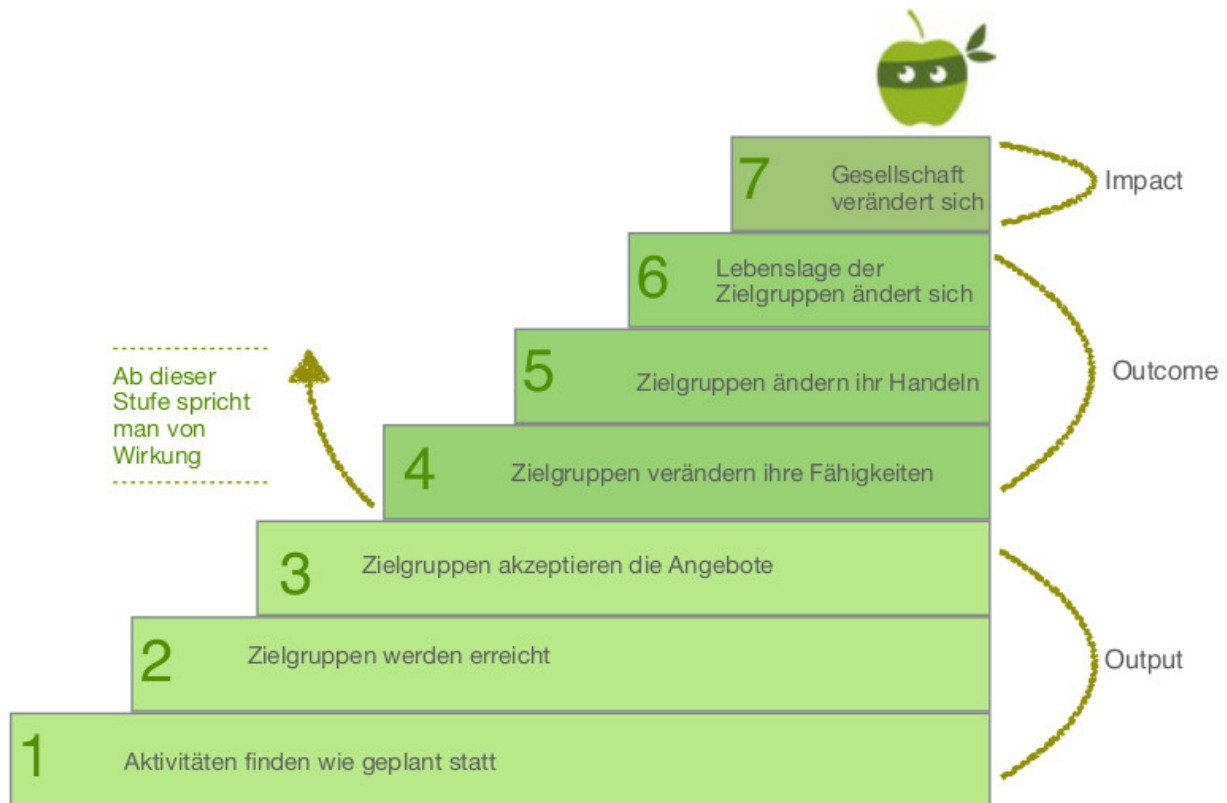 7
Gesellschaft
verändert sich
Impact
6
Lebenslage der
Zielgruppen ändert sich
5
Zielgruppen ändern ihr Handeln
Outcome
Ab dieser
Stufe spricht
man von
Wirkung
4
Zielgruppen verändern ihre Fähigkeiten
3
Zielgruppen akzeptieren die Angebote
2
Zielgruppen werden erreicht
Output
1
Aktivitäten finden wie geplant statt